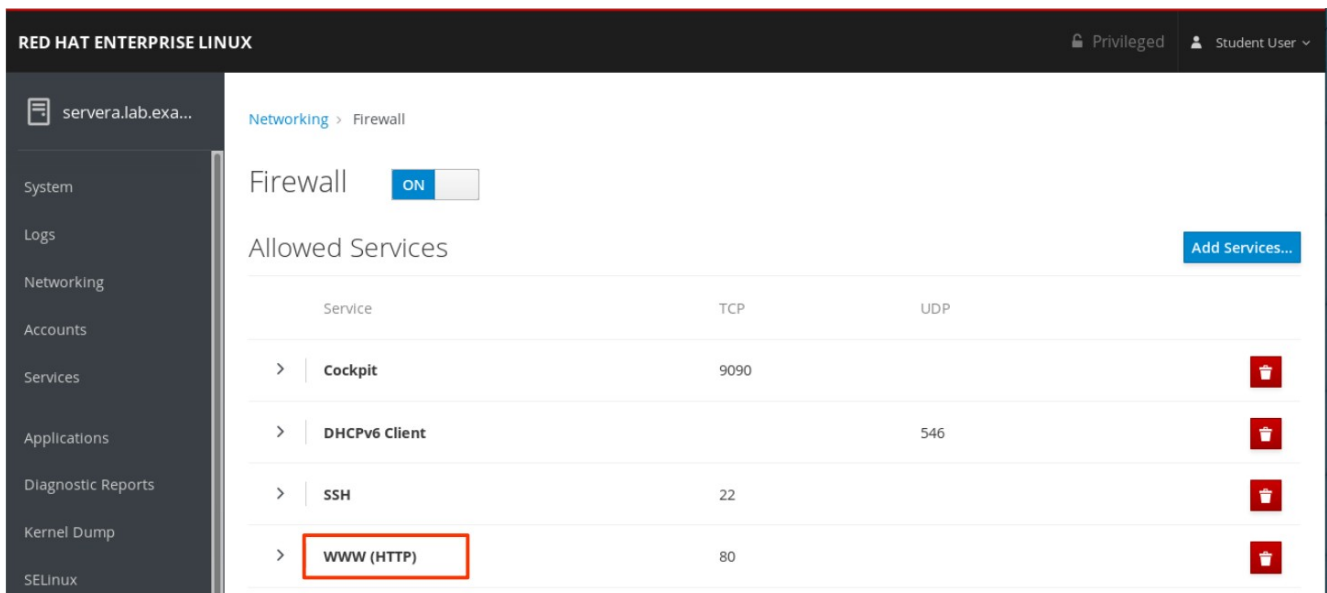 RED HAT ENTERPRISE LINUX
Privileged
Student User
servera.lab.exa...
System
Logs
Networking
Accounts
Services
Applications
Diagnostic Reports
Kernel Dump
SELinux
Networking > Firewall
Firewall ON
Allowed Services
Add Services...
Service TCP UDP
Cockpit 9090
DHCPv6 Client 546
SSH 22
WWW (HTTP) 80